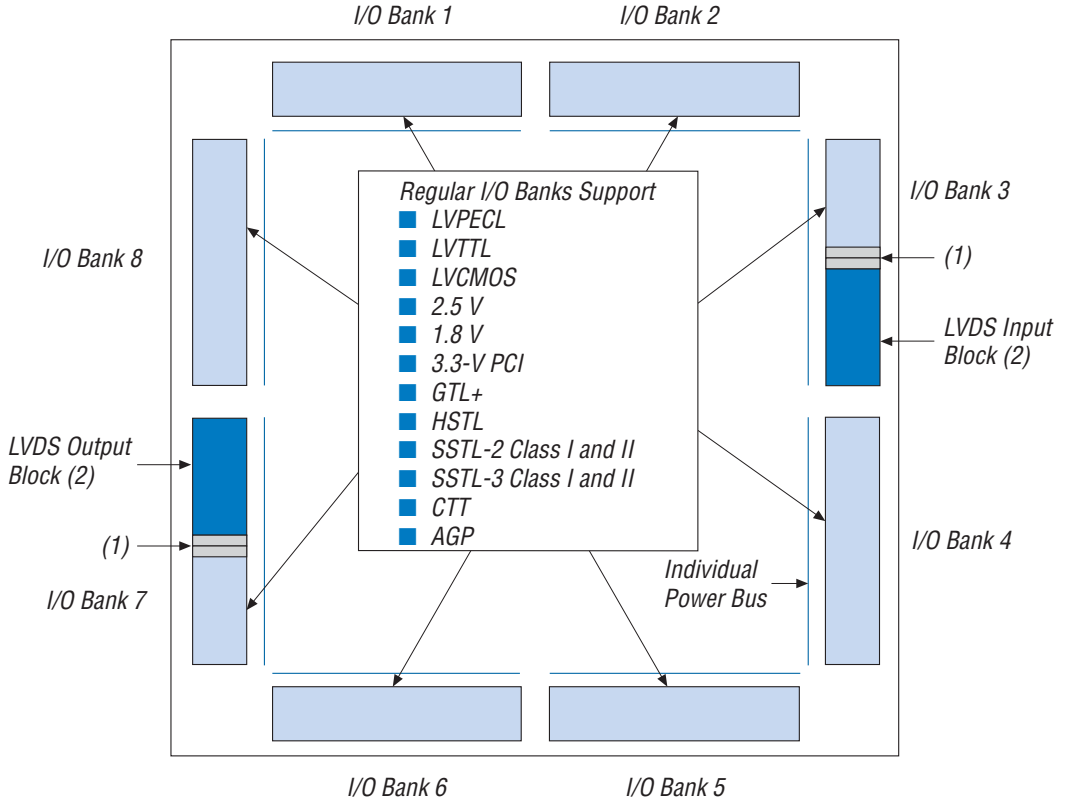 I/O Bank 1
I/O Bank 2
I/O Bank 8
Regular I/O Banks Support
LVPECL
LVTTL
LVCMOS
2.5 V
1.8 V
3.3-V PCI
GTL+
HSTL
SSTL-2 Class I and II
SSTL-3 Class I and II
CTT
AGP
I/O Bank 3
(1)
LVDS Input
Block (2)
LVDS Output
Block (2)
(1)
I/O Bank 7
Individual
Power Bus
I/O Bank 4
I/O Bank 6
I/O Bank 5